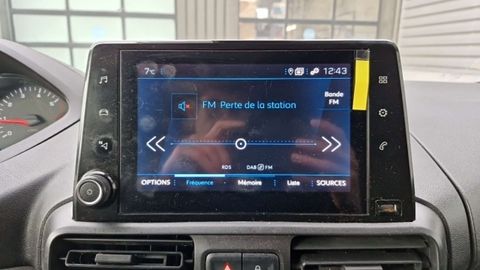 7°C 12:43
FM Perte de la station
Bande
FM
RDS DAB FM
OPTIONS Fréquence Mémoire Liste SOURCES